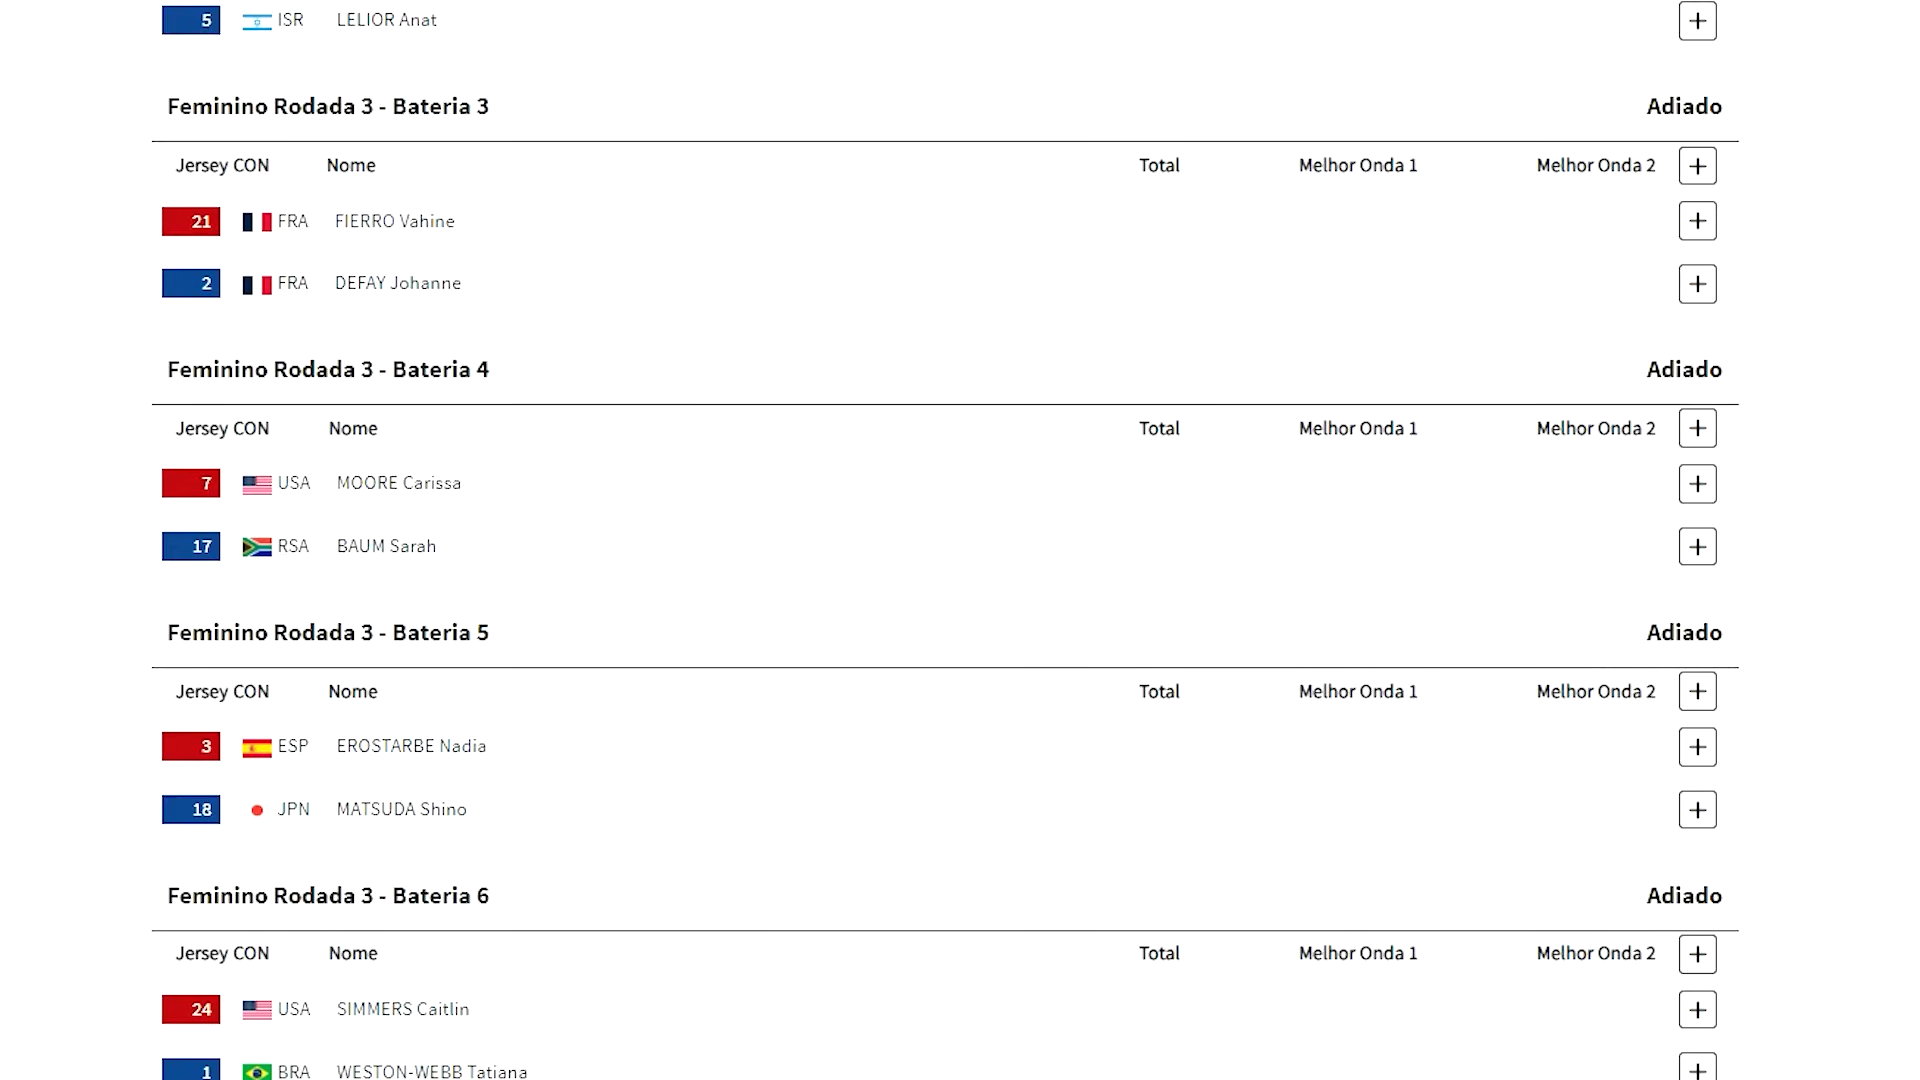 5 ISR LELIOR Anat
Feminino Rodada 3 - Bateria 3 Adiado
Jersey CON Nome Total Melhor Onda 1 Melhor Onda 2 +
21 FRA FIERRO Vahine +
2 FRA DEFAY Johanne +
Feminino Rodada 3 - Bateria 4 Adiado
Jersey CON Nome Total Melhor Onda 1 Melhor Onda 2 +
7 USA MOORE Carissa +
17 RSA BAUM Sarah +
Feminino Rodada 3 - Bateria 5 Adiado
Jersey CON Nome Total Melhor Onda 1 Melhor Onda 2 +
3 ESP EROSTARBE Nadia +
18 JPN MATSUDA Shino +
Feminino Rodada 3 - Bateria 6 Adiado
Jersey CON Nome Total Melhor Onda 1 Melhor Onda 2 +
24 USA SIMMERS Caitlin +
1 BRA WESTON-WEBB Tatiana +